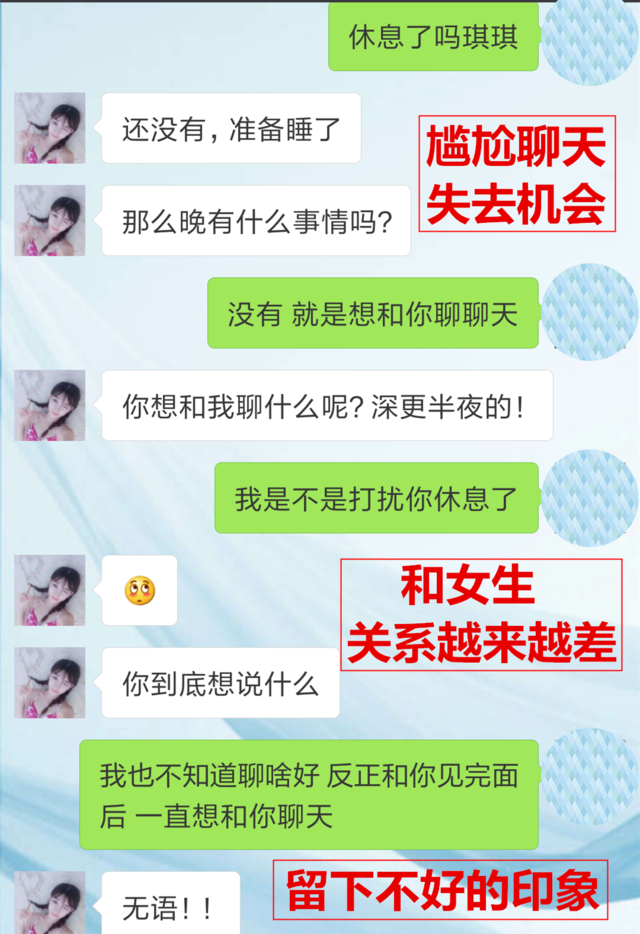 休息了吗琪琪
还没有，准备睡了
尴尬聊天
失去机会
那么晚有什么事情吗?
没有 就是想和你聊聊天
你想和我聊什么呢? 深更半夜的!
我是不是打扰你休息了
和女生
关系越来越差
你到底想说什么
我也不知道聊啥好 反正和你见完面
后 一直想和你聊天
留下不好的印象
无语! !